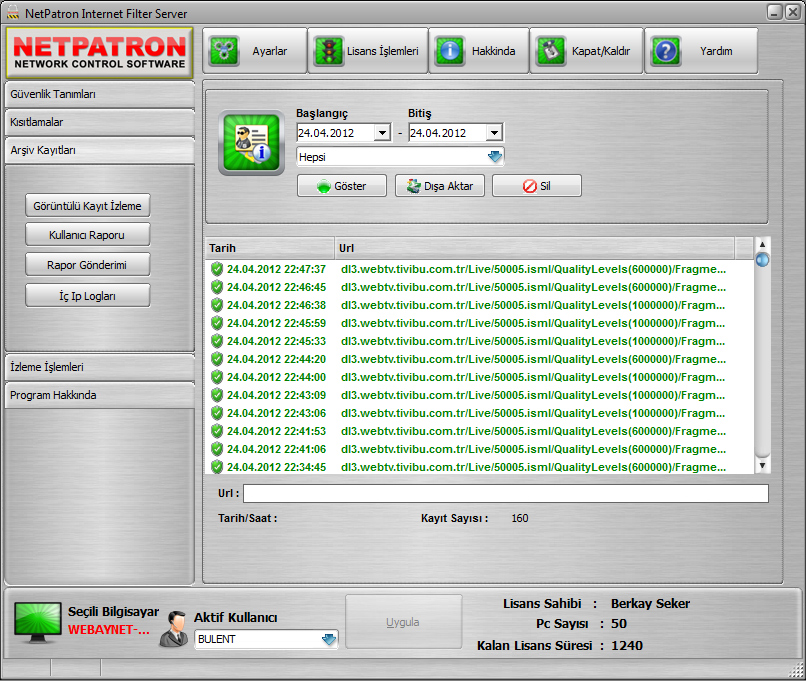 NetPatron Internet Filter Server
NETPATRON
NETWORK CONTROL SOFTWARE
Ayarlar
Lisans İşlemleri
Hakkında
Kapat/Kaldır
Yardım
Güvenlik Tanımları
Kısıtlamalar
Arşiv Kayıtları
Görüntülü Kayıt İzleme
Kullanıcı Raporu
Rapor Gönderimi
İç Ip Logları
İzleme İşlemleri
Program Hakkında
Başlangıç Bitiş
24.04.2012 - 24.04.2012
Hepsi
Göster Dışa Aktar Sil
Tarih Url
24.04.2012 22:47:37 dl3.webtv.tivibu.com.tr/Live/50005.isml/QualityLevels(600000)/Fragme...
24.04.2012 22:46:45 dl3.webtv.tivibu.com.tr/Live/50005.isml/QualityLevels(600000)/Fragme...
24.04.2012 22:46:38 dl3.webtv.tivibu.com.tr/Live/50005.isml/QualityLevels(1000000)/Fragm...
24.04.2012 22:45:59 dl3.webtv.tivibu.com.tr/Live/50005.isml/QualityLevels(1000000)/Fragm...
24.04.2012 22:45:33 dl3.webtv.tivibu.com.tr/Live/50005.isml/QualityLevels(1000000)/Fragm...
24.04.2012 22:44:20 dl3.webtv.tivibu.com.tr/Live/50005.isml/QualityLevels(600000)/Fragme...
24.04.2012 22:44:00 dl3.webtv.tivibu.com.tr/Live/50005.isml/QualityLevels(1000000)/Fragm...
24.04.2012 22:43:09 dl3.webtv.tivibu.com.tr/Live/50005.isml/QualityLevels(1000000)/Fragm...
24.04.2012 22:43:06 dl3.webtv.tivibu.com.tr/Live/50005.isml/QualityLevels(1000000)/Fragm...
24.04.2012 22:41:53 dl3.webtv.tivibu.com.tr/Live/50005.isml/QualityLevels(600000)/Fragme...
24.04.2012 22:41:06 dl3.webtv.tivibu.com.tr/Live/50005.isml/QualityLevels(600000)/Fragme...
24.04.2012 22:34:45 dl3.webtv.tivibu.com.tr/Live/50005.isml/QualityLevels(600000)/Fragme...
Url :
Tarih/Saat : Kayıt Sayısı : 160
Seçili Bilgisayar
WEBAYNET-...
Aktif Kullanıcı
BULENT
Uygula
Lisans Sahibi : Berkay Seker
Pc Sayısı : 50
Kalan Lisans Süresi : 1240